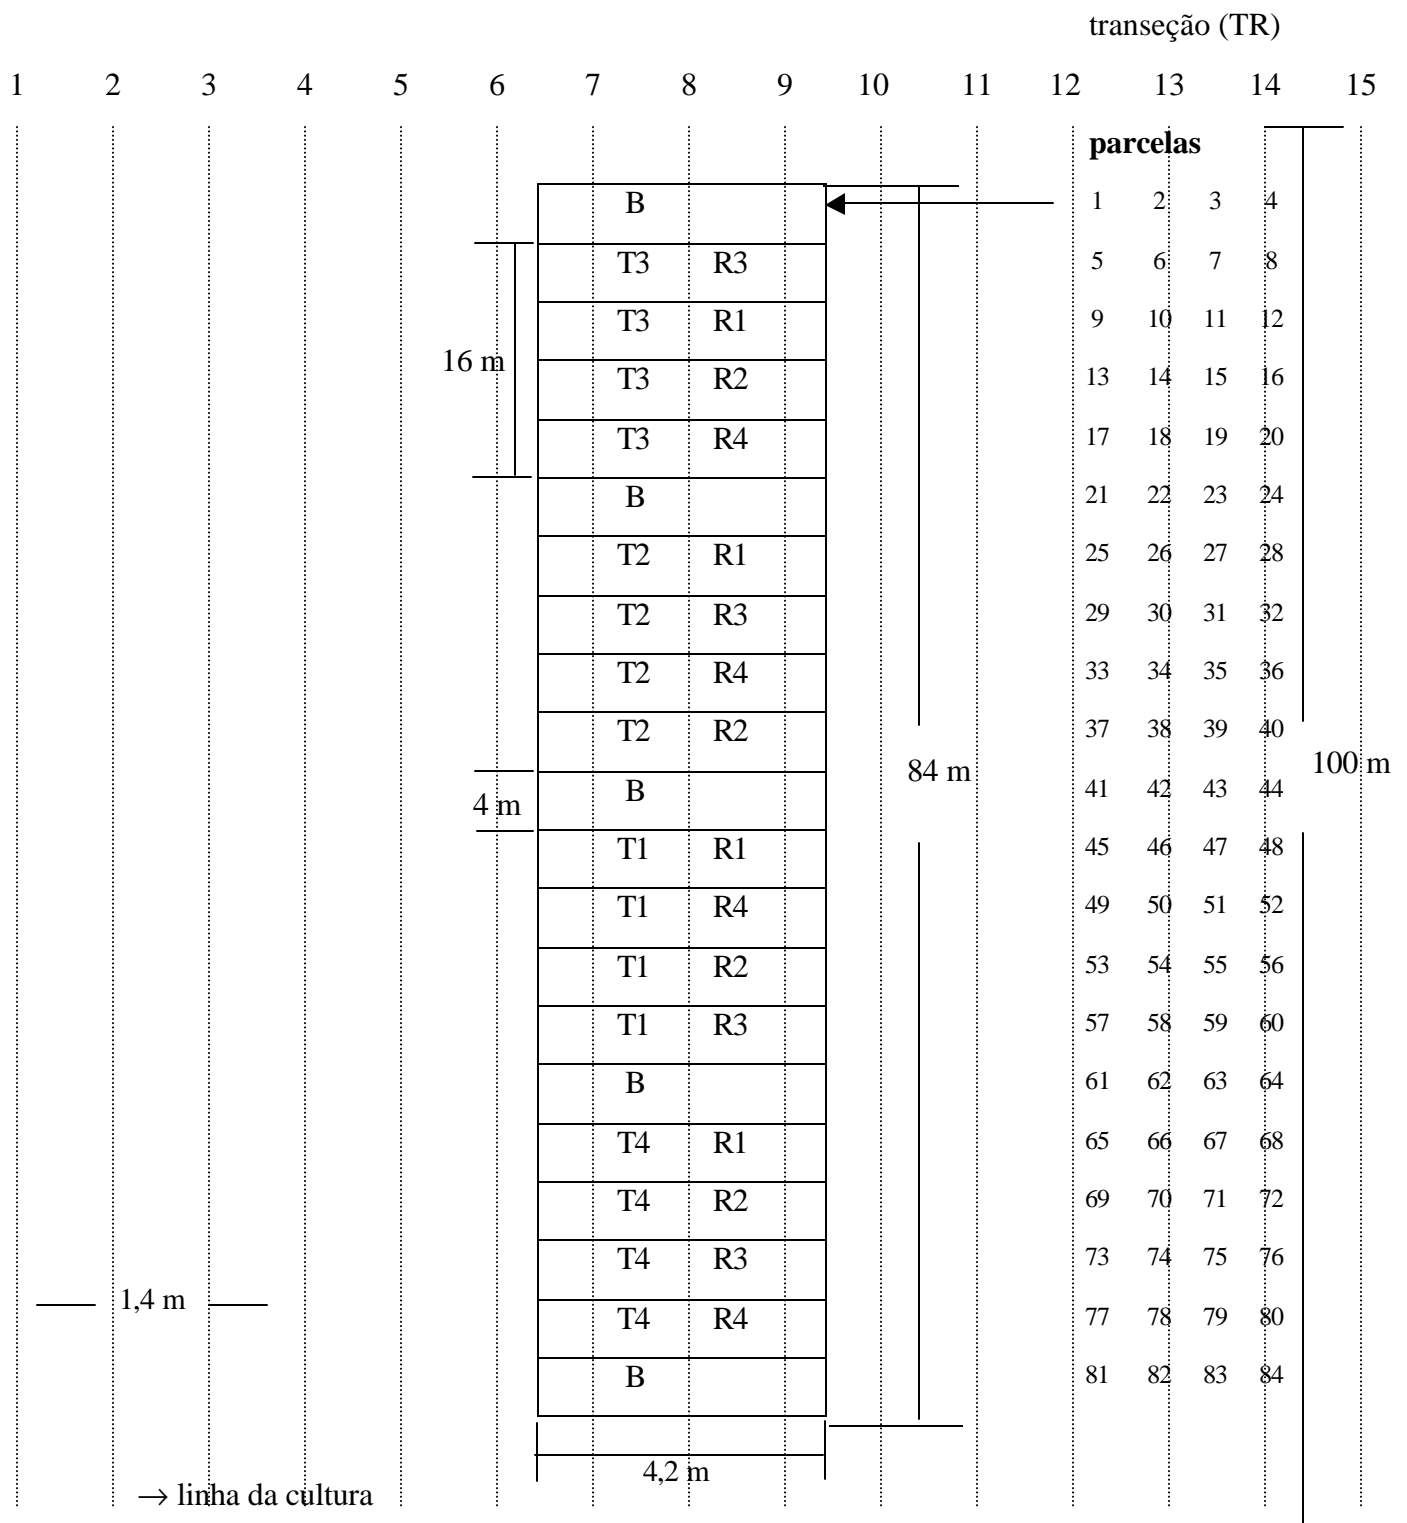 transeção (TR)
1 2 3 4 5 6 7 8 9 10 11 12 13 14 15
parcelas
B 1 2 3 4
T3 R3 5 6 7 8
T3 R1 9 10 11 12
16 m
T3 R2 13 14 15 16
T3 R4 17 18 19 20
B 21 22 23 24
T2 R1 25 26 27 28
T2 R3 29 30 31 32
T2 R4 33 34 35 36
T2 R2 37 38 39 40
84 m 100 m
B 41 42 43 44
4 m
T1 R1 45 46 47 48
T1 R4 49 50 51 52
T1 R2 53 54 55 56
T1 R3 57 58 59 60
B 61 62 63 64
T4 R1 65 66 67 68
T4 R2 69 70 71 72
T4 R3 73 74 75 76
1,4 m
T4 R4 77 78 79 80
B 81 82 83 84
4,2 m
→ linha da cultura